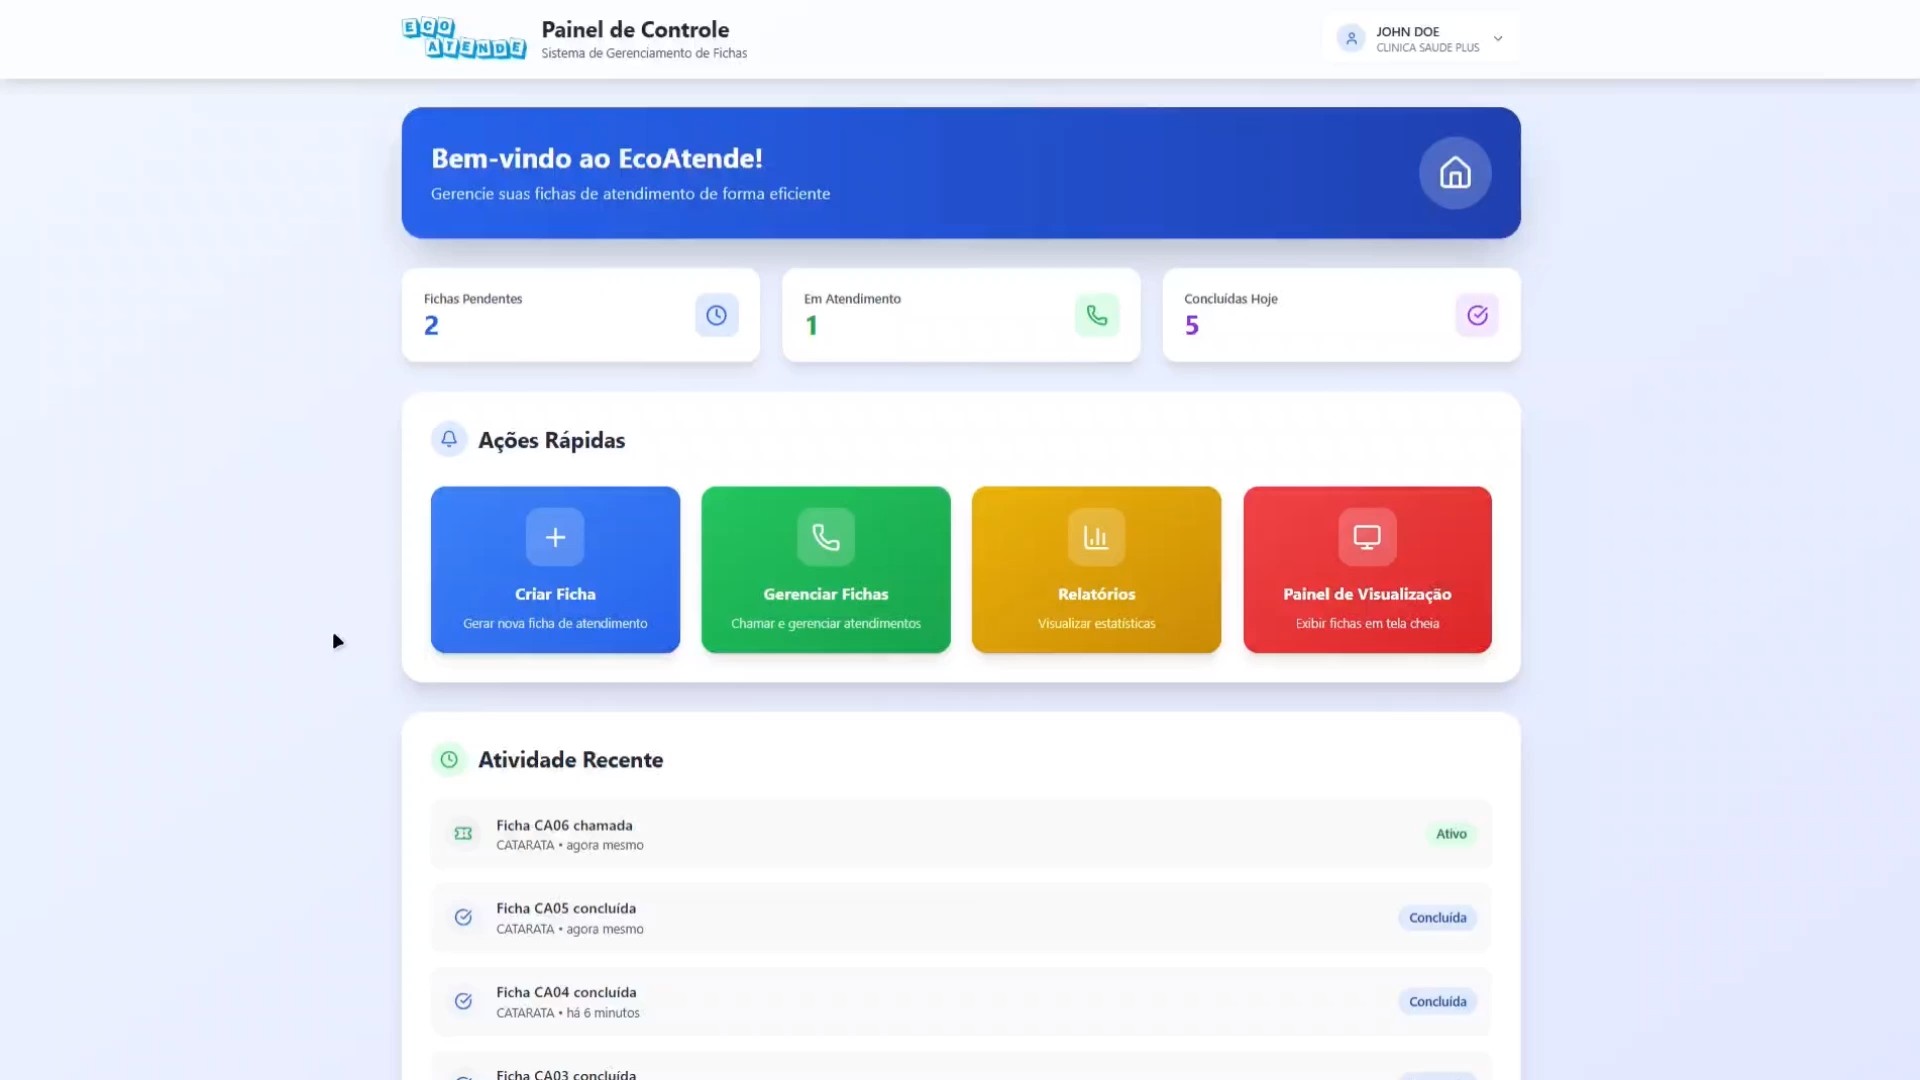 ECO
ATENDE
Painel de Controle
Sistema de Gerenciamento de Fichas
JOHN DOE
CLINICA SAUDE PLUS
Bem-vindo ao EcoAtende!
Gerencie suas fichas de atendimento de forma eficiente
Fichas Pendentes
2
Em Atendimento
1
Concluídas Hoje
5
Ações Rápidas
Criar Ficha
Gerar nova ficha de atendimento
Gerenciar Fichas
Chamar e gerenciar atendimentos
Relatórios
Visualizar estatísticas
Painel de Visualização
Exibir fichas em tela cheia
Atividade Recente
Ficha CA06 chamada
CATARATA • agora mesmo
Ativo
Ficha CA05 concluída
CATARATA • agora mesmo
Concluída
Ficha CA04 concluída
CATARATA • há 6 minutos
Concluída
Ficha CA03 concluída